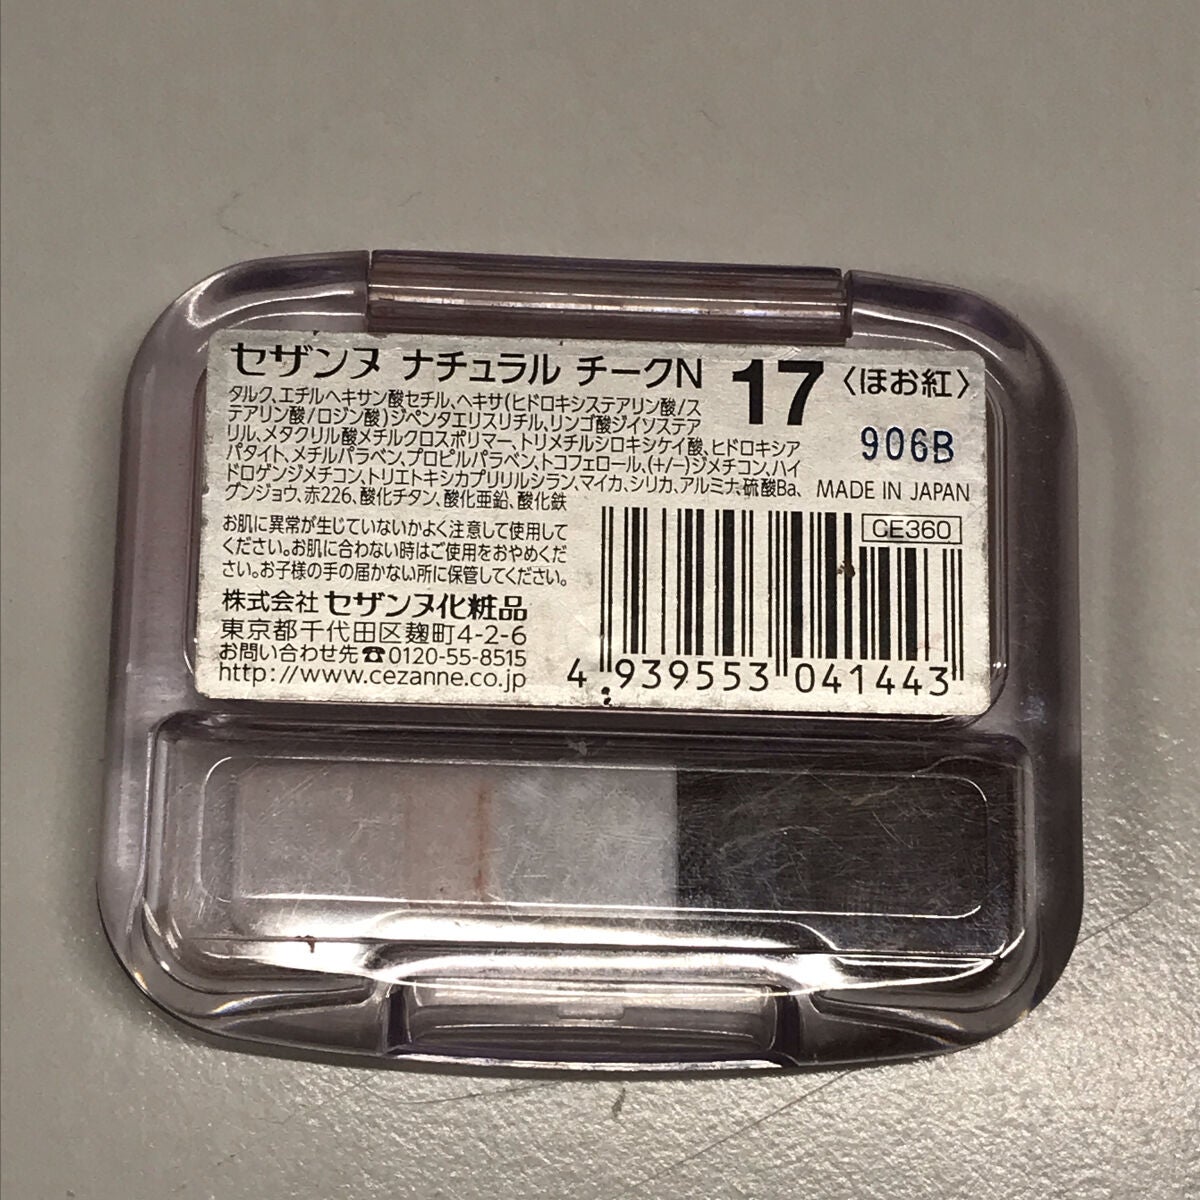 セザンヌ ナチュラル チークN 17 〈ほお紅〉
タルク、エチルヘキサン酸セチル、ヘキサ(ヒドロキシステアリン酸/ス
テアリン酸/ロジン酸)ジペンタエリスリチル、リンゴ酸ジイソステア
リル、メタクリル酸メチルクロスポリマー、トリメチルシロキシケイ酸、ヒドロキシア
パタイト、メチルパラベン、プロピルパラベン、トコフェロール、(+/-)ジメチコン、ハイ
ドロゲンジメチコン、トリエトキシカプリリルシラン、マイカ、シリカ、アルミナ、硫酸Ba、
グンジョウ、赤226、酸化チタン、酸化亜鉛、酸化鉄
906B
MADE IN JAPAN
CE360
お肌に異常が生じていないかよく注意して使用して
ください。お肌に合わない時はご使用をおやめくだ
さい。お子様の手の届かない所に保管してください。
株式会社 セザンヌ化粧品
東京都千代田区麹町4-2-6
お問い合わせ先☎0120-55-8515
http://www.cezanne.co.jp
4 939553 041443